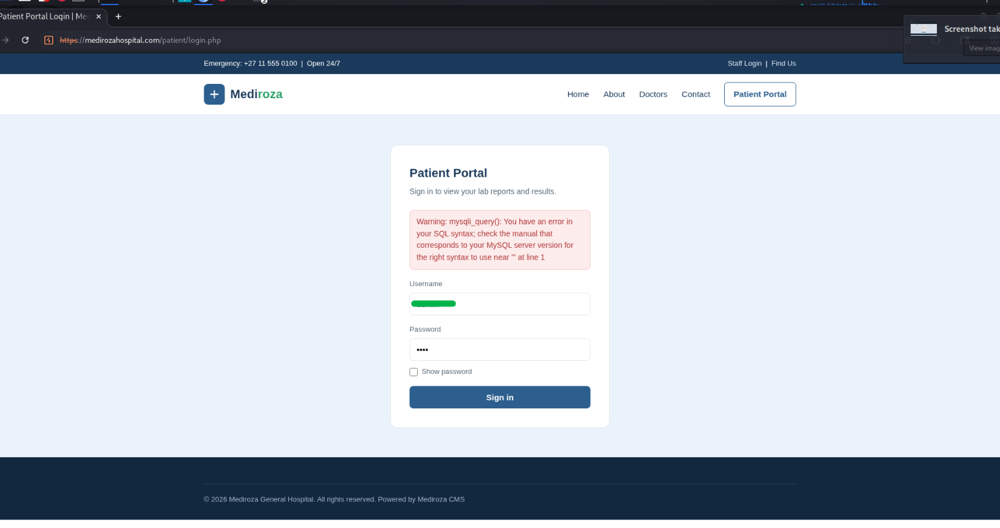 Patient Portal Login | Me
https://medirozahospital.com/patient/login.php
Screenshot tak
View imag
Emergency: +27 11 555 0100 | Open 24/7
Staff Login | Find Us
Mediroza
Home
About
Doctors
Contact
Patient Portal
Patient Portal
Sign in to view your lab reports and results.
Warning: mysqli_query(): You have an error in
your SQL syntax; check the manual that
corresponds to your MySQL server version for
the right syntax to use near ''' at line 1
Username
Password
••••
Show password
Sign in
© 2026 Mediroza General Hospital. All rights reserved. Powered by Mediroza CMS